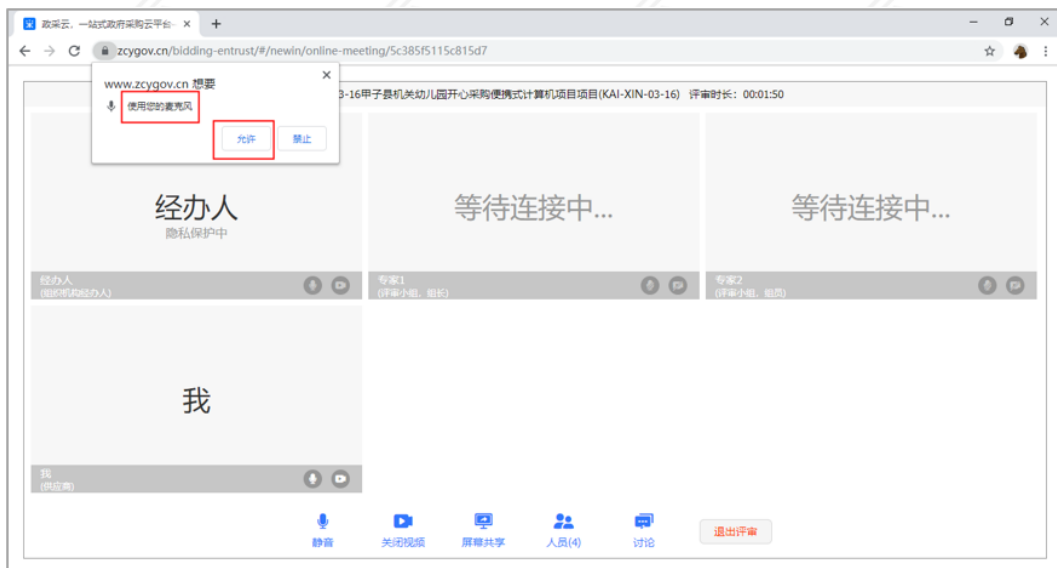 政采云，一站式政府采购云平台-
zcygov.cn/bidding-entrust/#/newin/online-meeting/5c385f5115c815d7
www.zcygov.cn 想要
使用您的麦克风
允许 禁止
3-16甲子县机关幼儿园开心采购便携式计算机项目项目(KAI-XIN-03-16) 评审时长：00:01:50
经办人
隐私保护中
经办人
(组织机构经办人)
等待连接中...
专家1
(评审小组，组长)
等待连接中...
专家2
(评审小组，组员)
我
我
(供应商)
静音 关闭视频 屏幕共享 人员(4) 讨论 退出评审